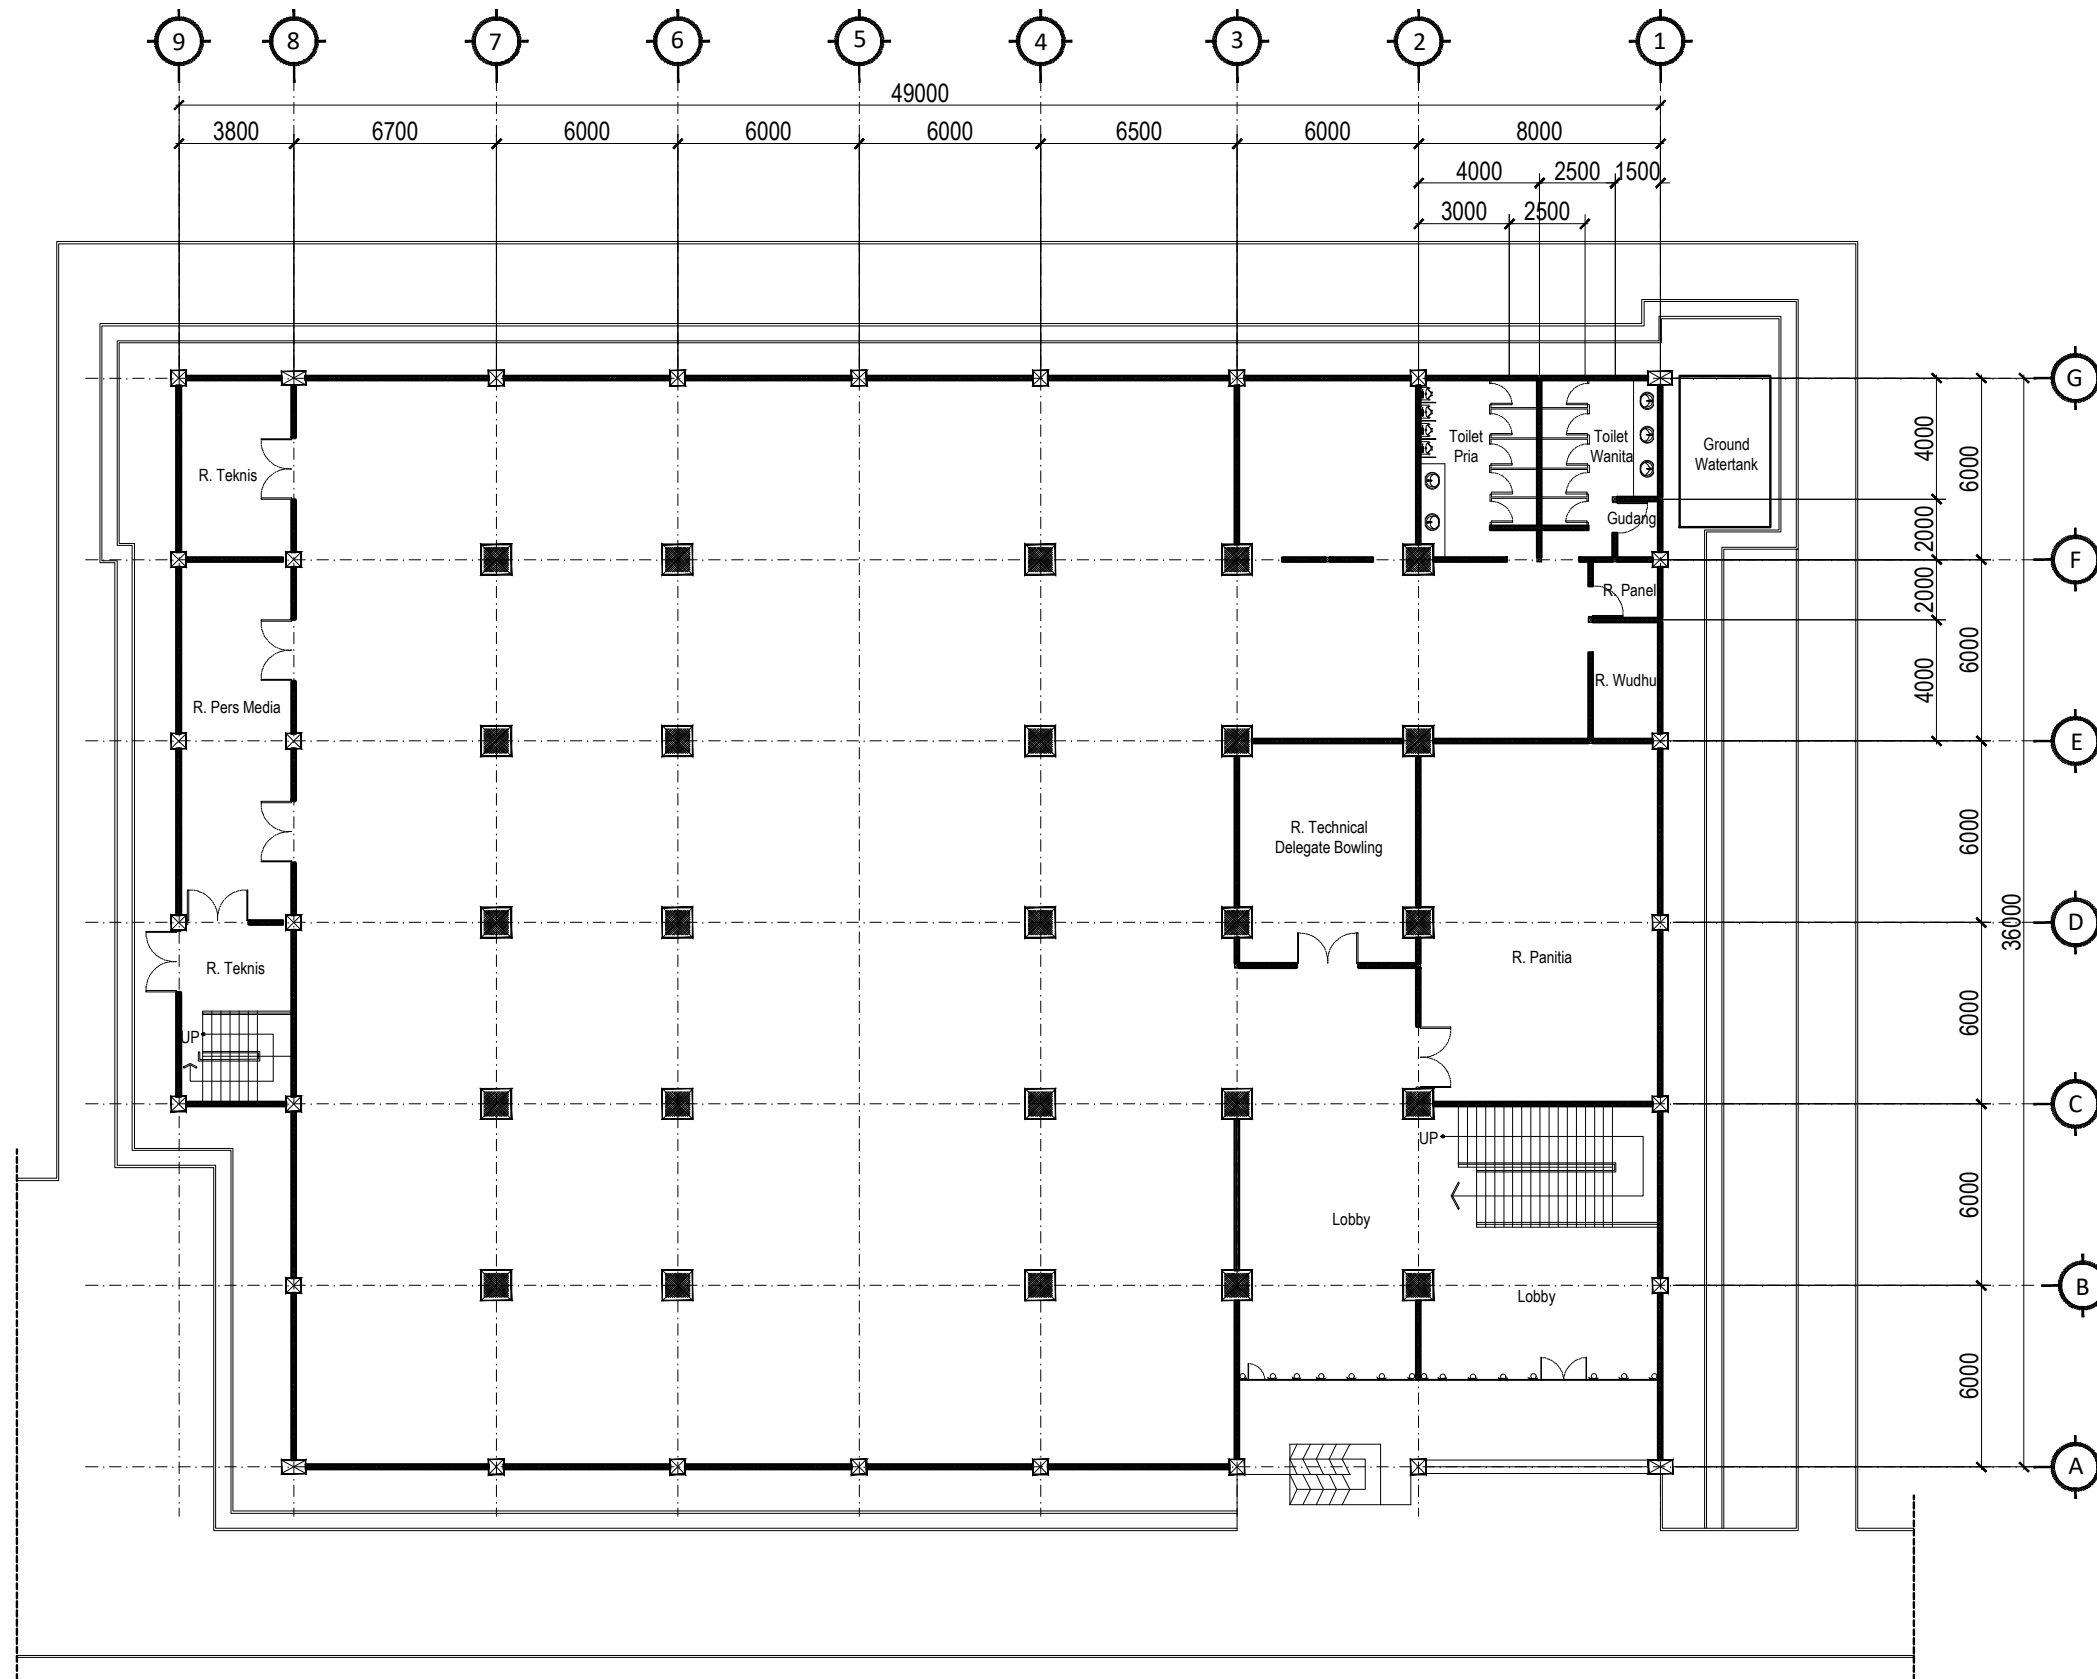 9 8 7 6 5 4 3 2 1
49000
3800 6700 6000 6000 6000 6500 6000 8000
4000 2500 1500
3000 2500
G
Toilet
Pria
Toilet
Wanita
Ground
Watertank
4000
6000
R. Teknis
Gudang
2000
F
R. Panel
2000
6000
R. Wudhu
4000
R. Pers Media
E
R. Technical
Delegate Bowling
6000
D
36000
R. Panitia
R. Teknis
6000
UP
C
UP
6000
Lobby
B
Lobby
6000
A